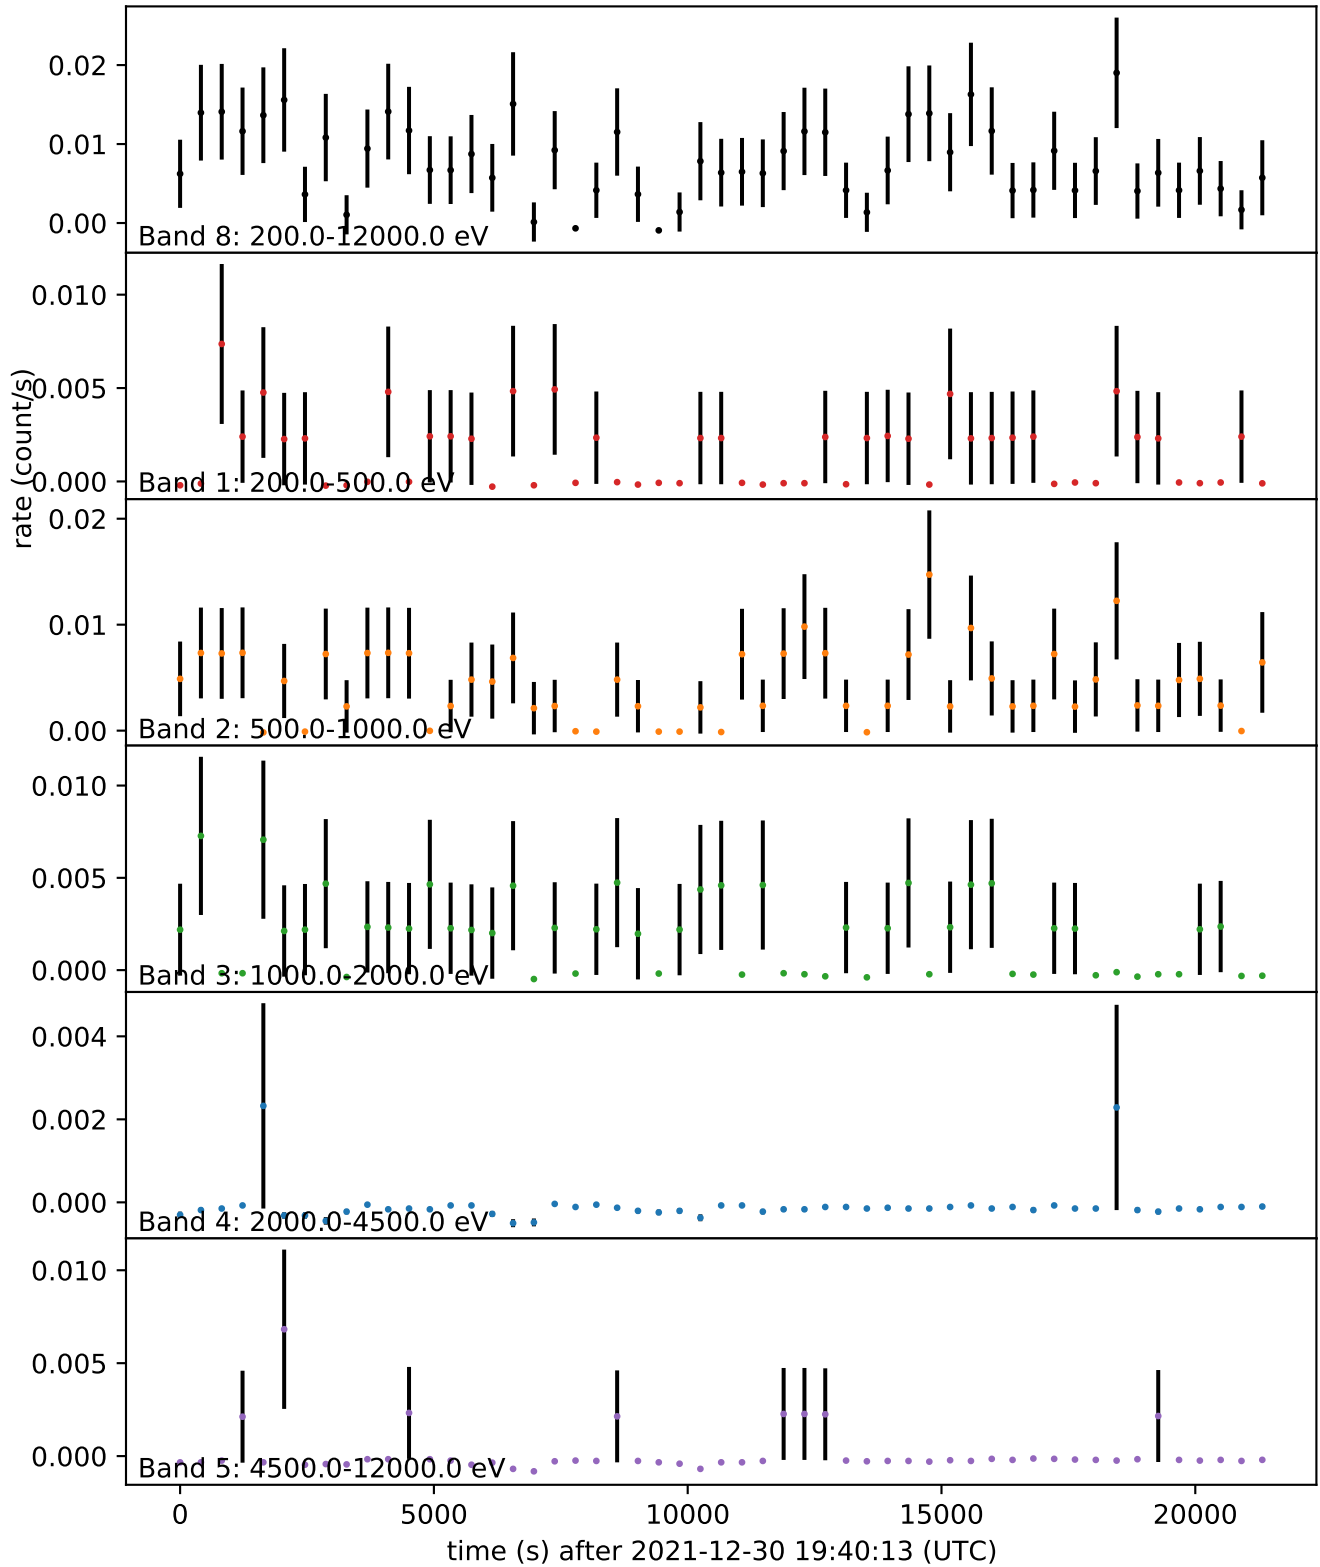 0.02
0.01
0.00
Band 8: 200.0-12000.0 eV
0.010
0.005
0.000
Band 1: 200.0-500.0 eV
rate (count/s)
0.02
0.01
0.00
Band 2: 500.0-1000.0 eV
0.010
0.005
0.000
Band 3: 1000.0-2000.0 eV
0.004
0.002
0.000
Band 4: 2000.0-4500.0 eV
0.010
0.005
0.000
Band 5: 4500.0-12000.0 eV
0 5000 10000 15000 20000
time (s) after 2021-12-30 19:40:13 (UTC)